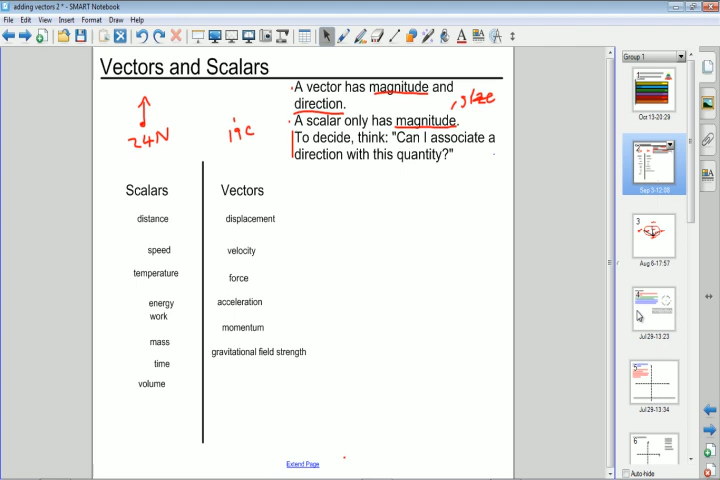 adding vectors 2 * - SMART Notebook
File Edit View Insert Format Draw Tools Help
Vectors and Scalars
• A vector has magnitude and
direction.
size
• A scalar only has magnitude.
To decide, think: "Can I associate a
direction with this quantity?"
24N
19c
Scalars
Vectors
distance
displacement
speed
velocity
temperature
force
energy
acceleration
work
momentum
mass
gravitational field strength
time
volume
Extend Page
Group 1
Oct 13-20:29
Sep 3-12:08
3
Aug 6-17:57
4
Jul 29-13:23
5
Jul 29-13:34
6
Auto-hide